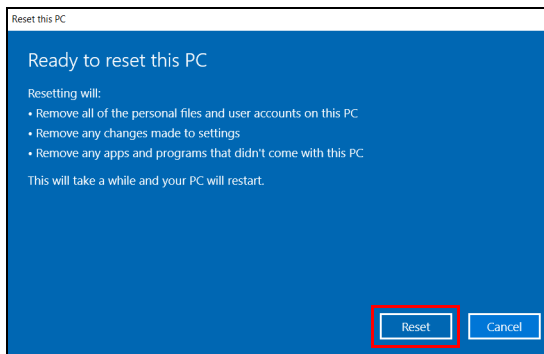 Reset this PC
Ready to reset this PC
Resetting will:
• Remove all of the personal files and user accounts on this PC
• Remove any changes made to settings
• Remove any apps and programs that didn't come with this PC
This will take a while and your PC will restart.
Reset Cancel